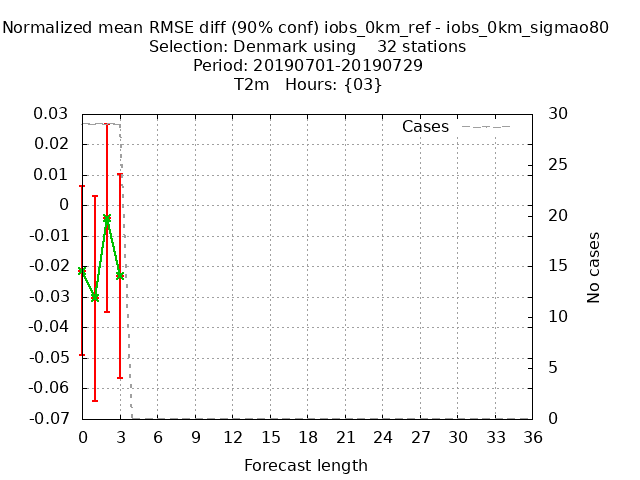 Normalized mean RMSE diff (90% conf) iobs_0km_ref - iobs_0km_sigmao80
Selection: Denmark using 32 stations
Period: 20190701-20190729
T2m Hours: {03}
Cases
0.03
0.02
0.01
0
-0.01
-0.02
-0.03
-0.04
-0.05
-0.06
-0.07
30
25
20
15
10
5
0
No cases
0 3 6 9 12 15 18 21 24 27 30 33 36
Forecast length